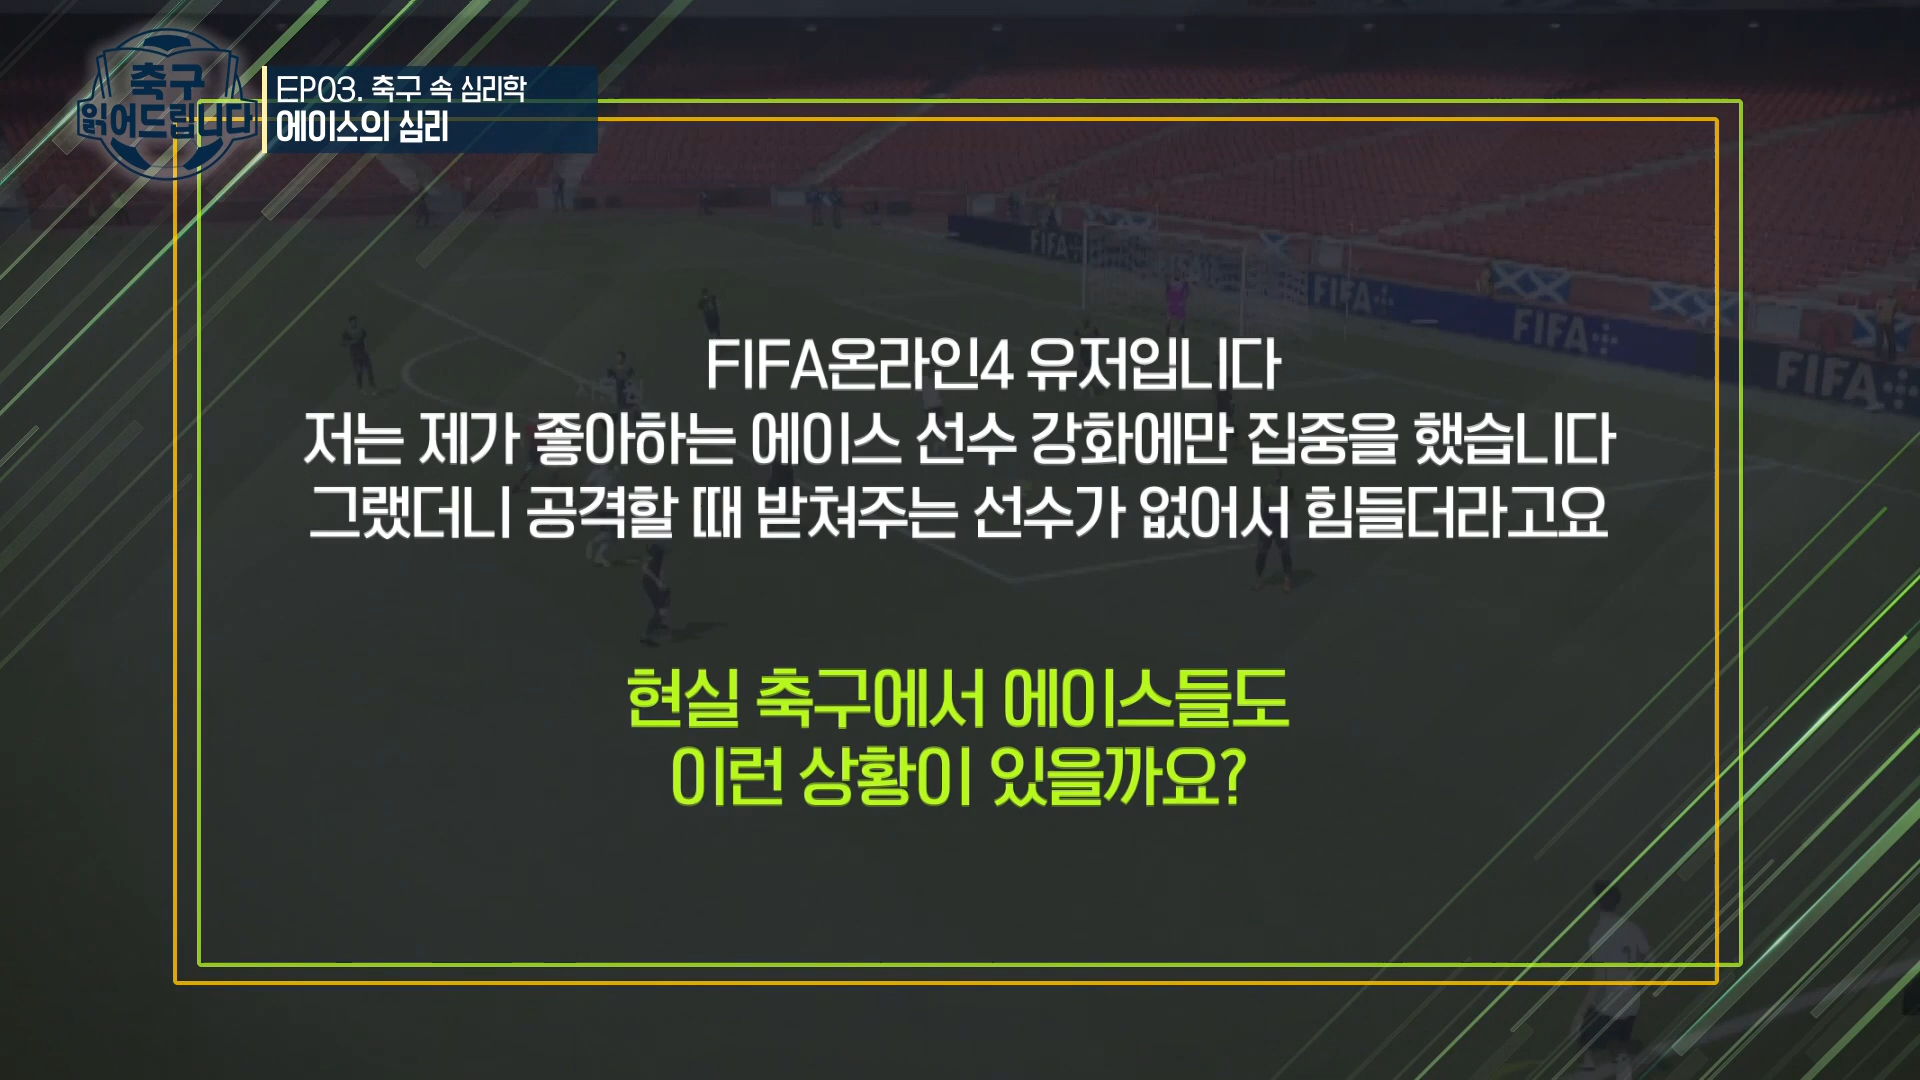 축구
읽어드립니다
EP03. 축구 속 심리학
에이스의 심리
FIFA
FIFA
FIFA
FIFA
FIFA온라인4 유저입니다
저는 제가 좋아하는 에이스 선수 강화에만 집중을 했습니다
그랬더니 공격할 때 받쳐주는 선수가 없어서 힘들더라고요
현실 축구에서 에이스들도
이런 상황이 있을까요?